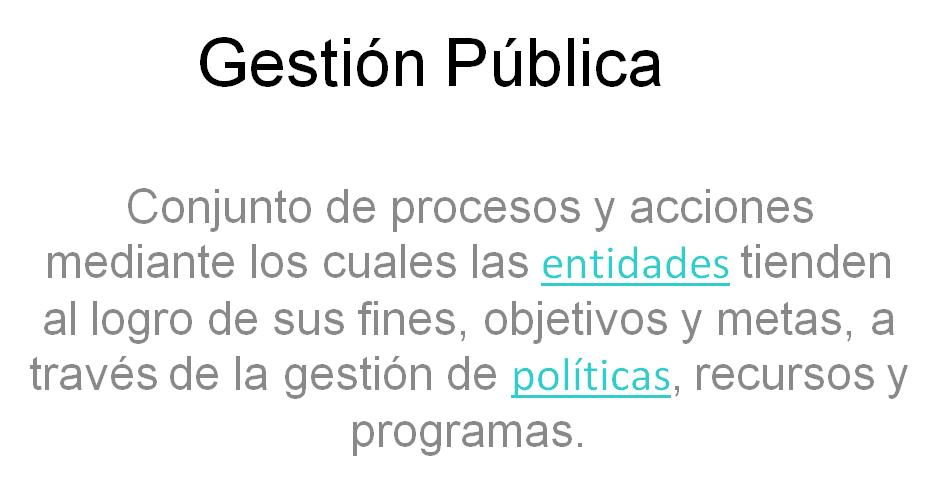 Gestión Pública
Conjunto de procesos y acciones
mediante los cuales las entidades tienden
al logro de sus fines, objetivos y metas, a
través de la gestión de políticas, recursos y
programas.